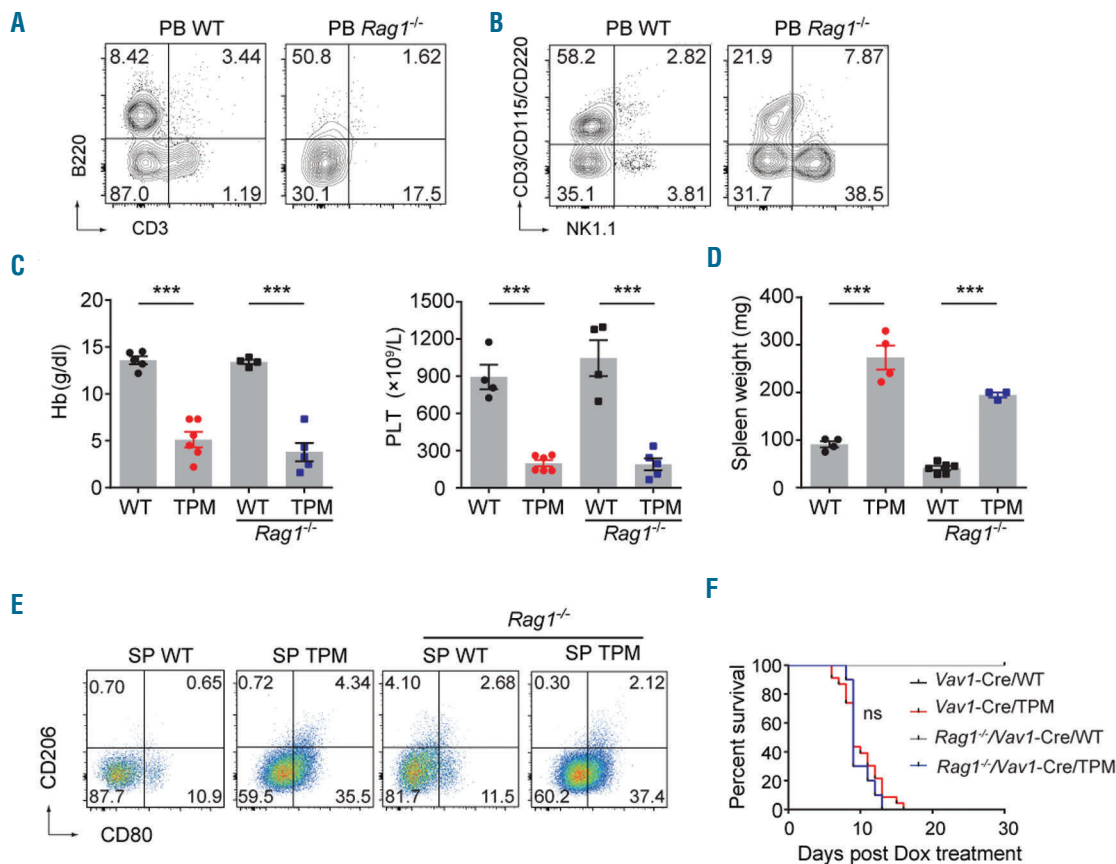 A
PB WT
PB Rag1-/-
8.42
3.44
50.8
1.62
B220
87.0
1.19
30.1
17.5
CD3
B
PB WT
PB Rag1-/-
58.2
2.82
21.9
7.87
CD3/CD115/CD220
35.1
3.81
31.7
38.5
NK1.1
C
***
***
Hb(g/dl)
20
15
10
5
0
WT
TPM
WT
TPM
Rag1-/-
***
***
PLT (×10⁹/L)
1500
1200
900
600
300
0
WT
TPM
WT
TPM
Rag1-/-
D
***
***
Spleen weight (mg)
400
300
200
100
0
WT
TPM
WT
TPM
Rag1-/-
E
Rag1-/-
SP WT
SP TPM
SP WT
SP TPM
0.70
0.65
0.72
4.34
4.10
2.68
0.30
2.12
CD206
87.7
10.9
59.5
35.5
81.7
11.5
60.2
37.4
CD80
F
Percent survival
100
80
60
40
20
0
ns
Vav1-Cre/WT
Vav1-Cre/TPM
Rag1-/-/Vav1-Cre/WT
Rag1-/-/Vav1-Cre/TPM
0
10
20
30
Days post Dox treatment